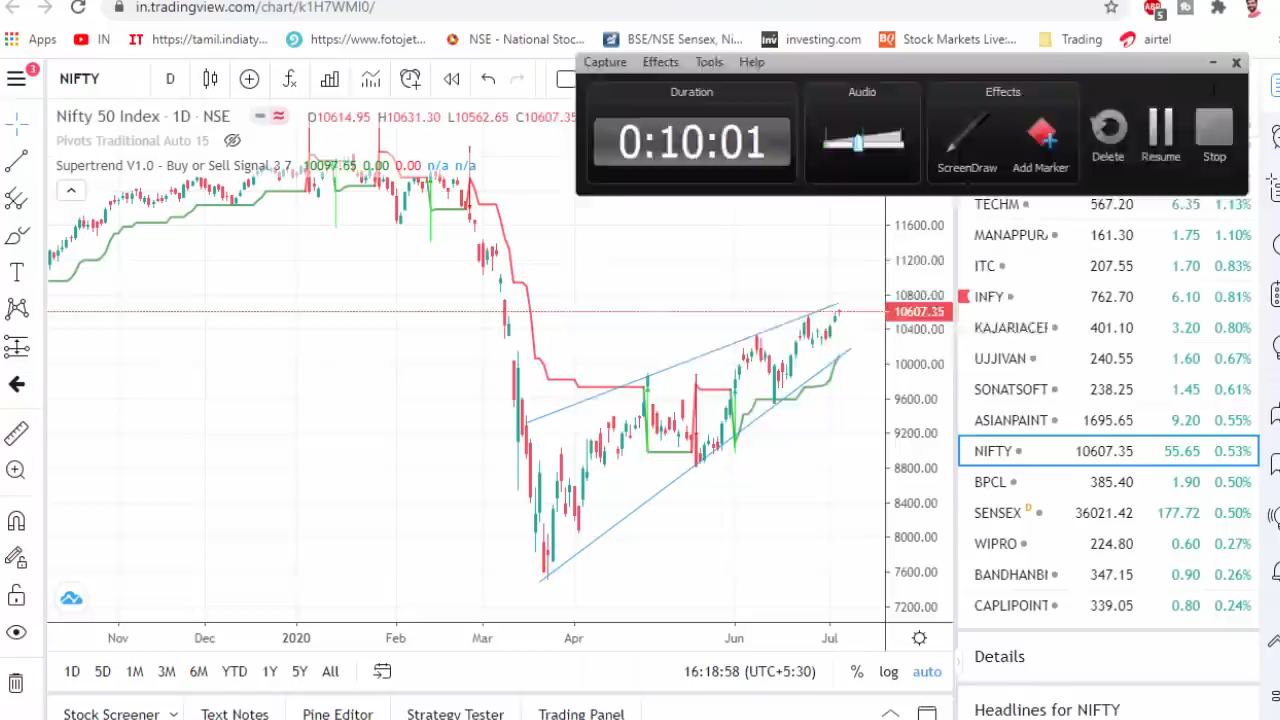 in.tradingview.com/chart/k1H7WMI0/
5
Apps IN IT https://tamil.indiaty... https://www.fotojet... NSE - National Stoc... BSE/NSE Sensex, Ni... inv investing.com Stock Markets Live:... Trading airtel
3
NIFTY D
Capture Effects Tools Help
Duration Audio Effects
0:10:01
ScreenDraw Add Marker Delete Resume Stop
Nifty 50 Index · 1D · NSE O10614.95 H10631.30 L10562.65 C10607.35
Pivots Traditional Auto 15
Supertrend V1.0 - Buy or Sell Signal 3 7 10097.65 0.00 0.00 n/a n/a
11600.00
11200.00
10800.00
10607.35
10400.00
10000.00
9600.00
9200.00
8800.00
8400.00
8000.00
7600.00
7200.00
Nov Dec 2020 Feb Mar Apr Jun Jul
TECHM 567.20 6.35 1.13%
MANAPPUR 161.30 1.75 1.10%
ITC 207.55 1.70 0.83%
INFY 762.70 6.10 0.81%
KAJARIACEF 401.10 3.20 0.80%
UJJIVAN 240.55 1.60 0.67%
SONATSOFT 238.25 1.45 0.61%
ASIANPAINT 1695.65 9.20 0.55%
NIFTY 10607.35 55.65 0.53%
BPCL 385.40 1.90 0.50%
SENSEX D 36021.42 177.72 0.50%
WIPRO 224.80 0.60 0.27%
BANDHANBI 347.15 0.90 0.26%
CAPLIPOINT 339.05 0.80 0.24%
1D 5D 1M 3M 6M YTD 1Y 5Y All 16:18:58 (UTC+5:30) % log auto
Details
Headlines for NIFTY
Stock Screener Text Notes Pine Editor Strategy Tester Trading Panel